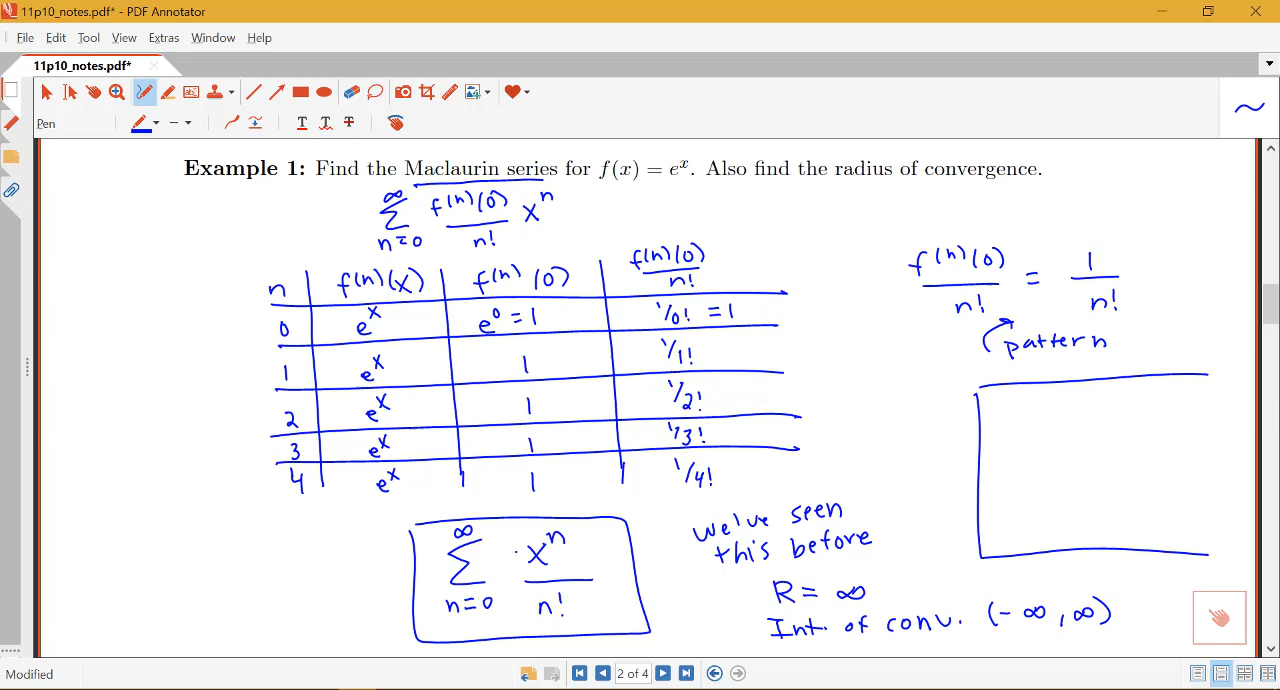 11p10_notes.pdf* - PDF Annotator
File Edit Tool View Extras Window Help
11p10_notes.pdf*
Pen
Example 1: Find the Maclaurin series for f(x) = e^x. Also find the radius of convergence.
∞
∑ f^(n)(0)/n! x^n
n=0
n f^(n)(x) f^(n)(0) f^(n)(0)/n!
0 e^x e^0 = 1 1/0! = 1
1 e^x 1 1/1!
2 e^x 1 1/2!
3 e^x 1 1/3!
4 e^x 1 1/4!
f^(n)(0)/n! = 1/n!
pattern
∞
∑ x^n/n!
n=0
we've seen
this before
R = ∞
Int. of conv. (-∞, ∞)
Modified
2 of 4